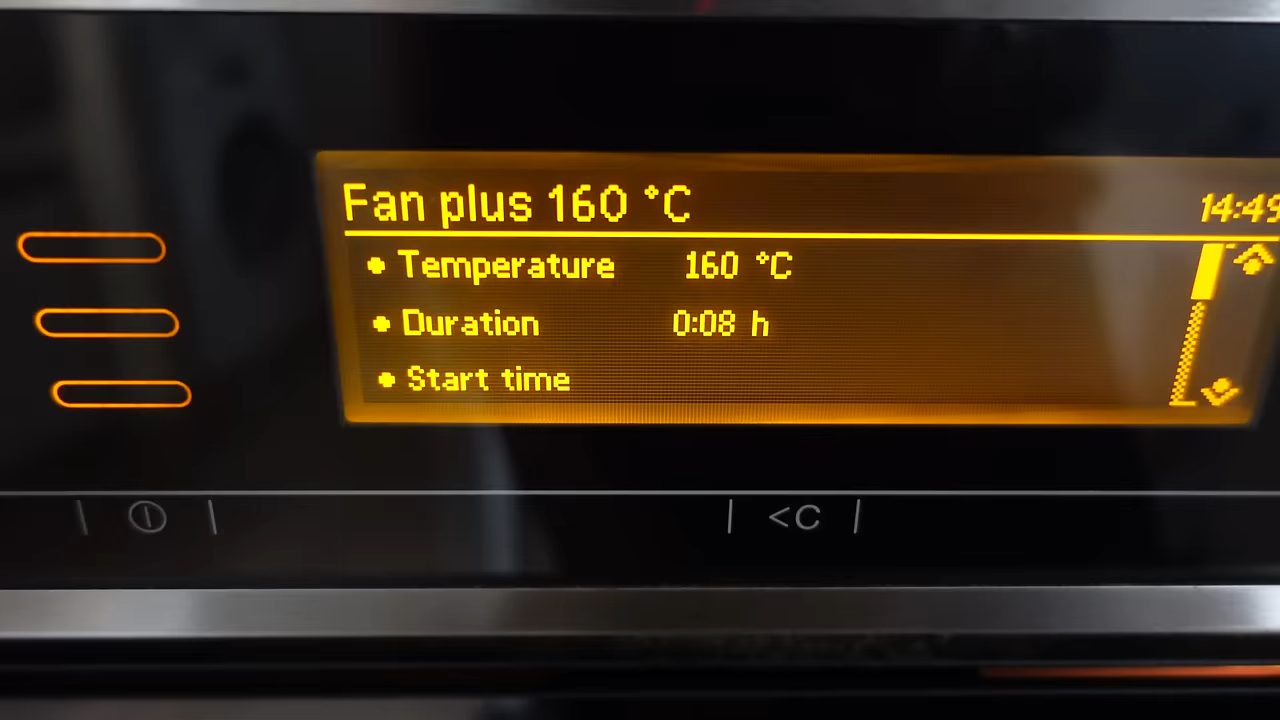 Fan plus 160 °C
14:49
• Temperature 160 °C
• Duration 0:08 h
• Start time
<C